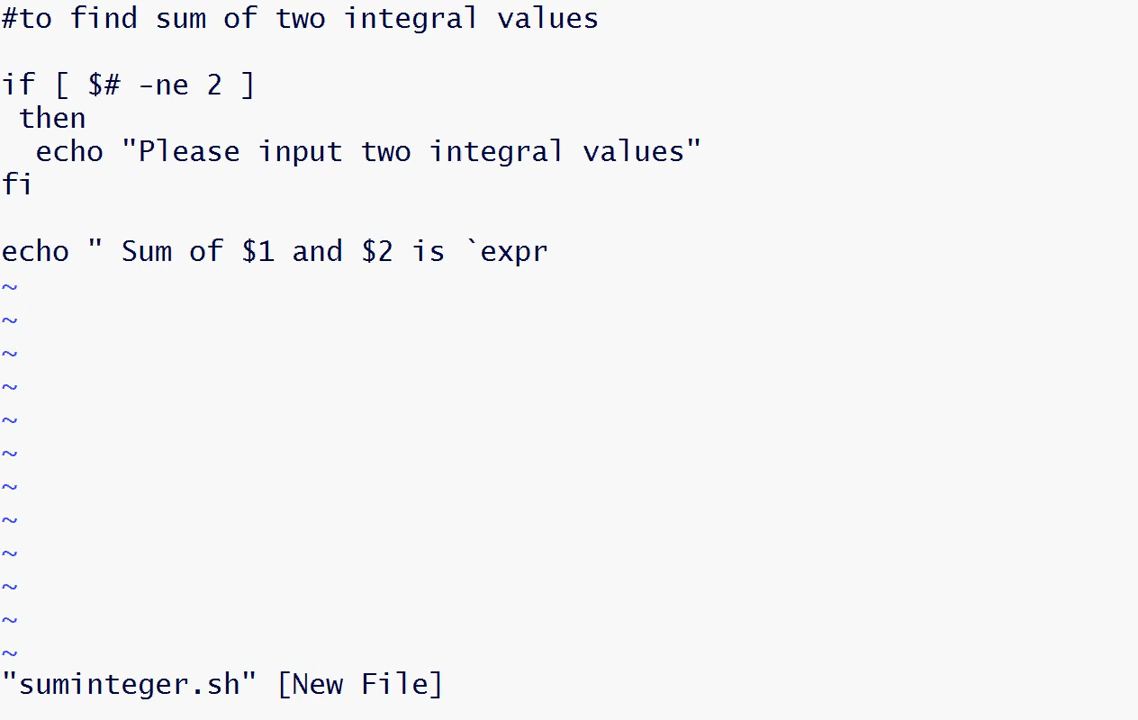 #to find sum of two integral values
if [ $# -ne 2 ]
then
echo "Please input two integral values"
fi
echo " Sum of $1 and $2 is `expr
~
~
~
~
~
~
~
~
~
~
~
~
"suminteger.sh" [New File]